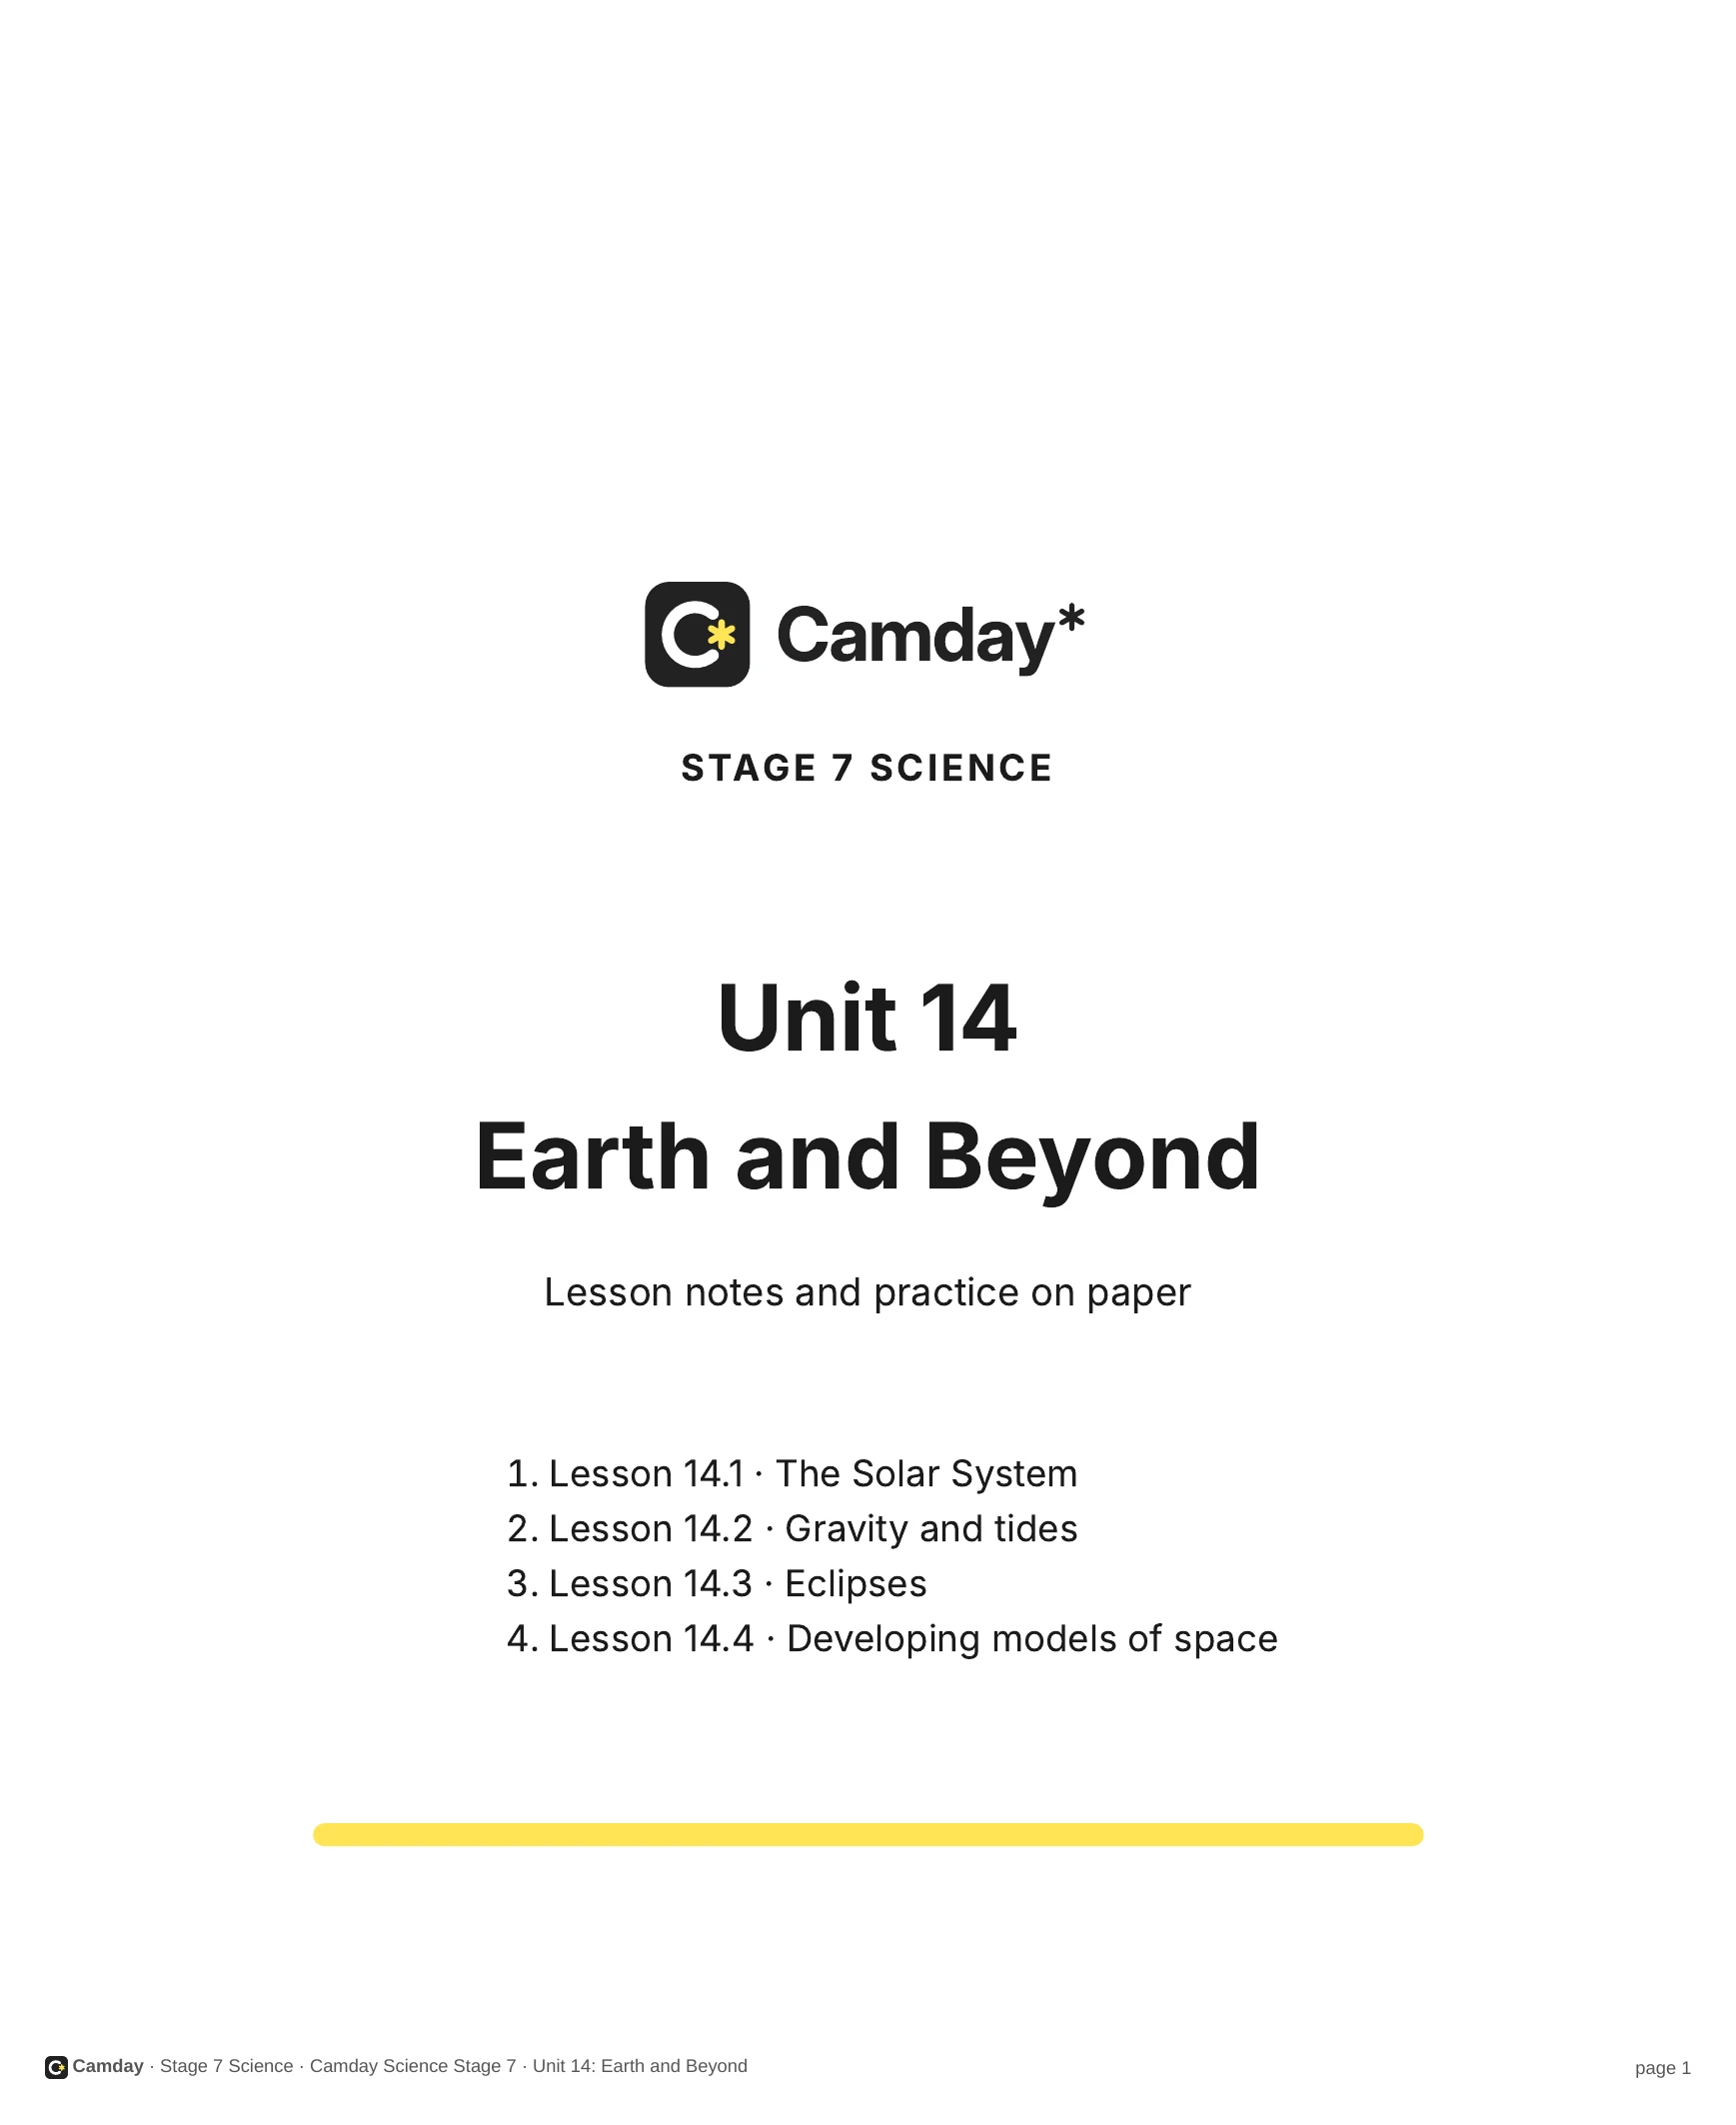 Camday*
STAGE 7 SCIENCE
Unit 14
Earth and Beyond
Lesson notes and practice on paper
1. Lesson 14.1 · The Solar System
2. Lesson 14.2 · Gravity and tides
3. Lesson 14.3 · Eclipses
4. Lesson 14.4 · Developing models of space
Camday · Stage 7 Science · Camday Science Stage 7 · Unit 14: Earth and Beyond
page 1